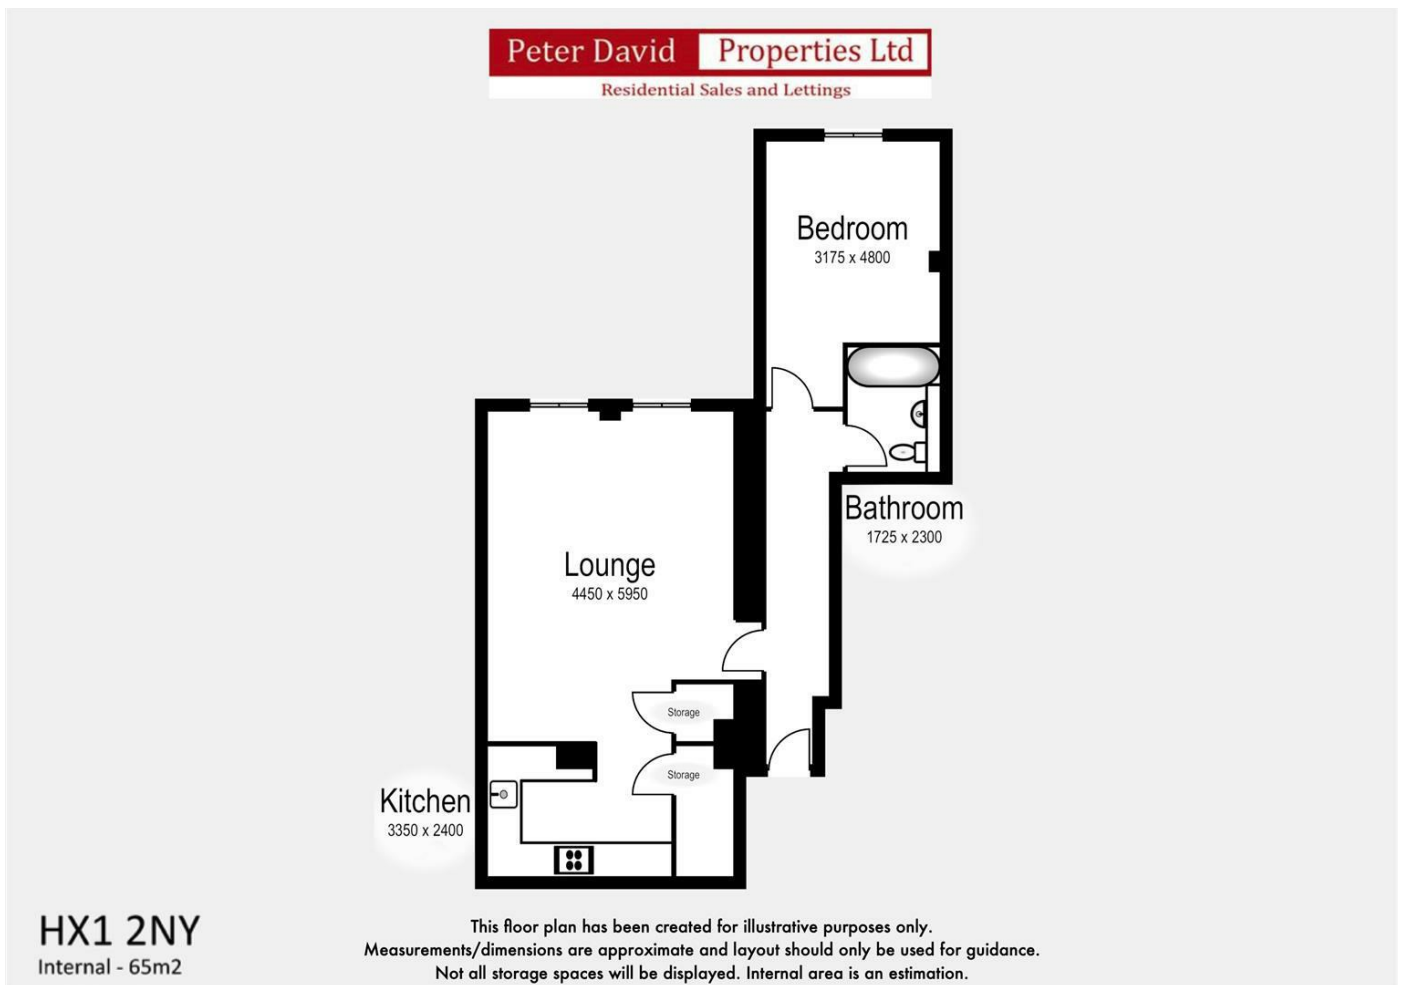 Peter David Properties Ltd
Residential Sales and Lettings
Bedroom
3175 x 4800
Bathroom
1725 x 2300
Lounge
4450 x 5950
Storage
Storage
Kitchen
3350 x 2400
HX1 2NY
Internal - 65m2
This floor plan has been created for illustrative purposes only.
Measurements/dimensions are approximate and layout should only be used for guidance.
Not all storage spaces will be displayed. Internal area is an estimation.